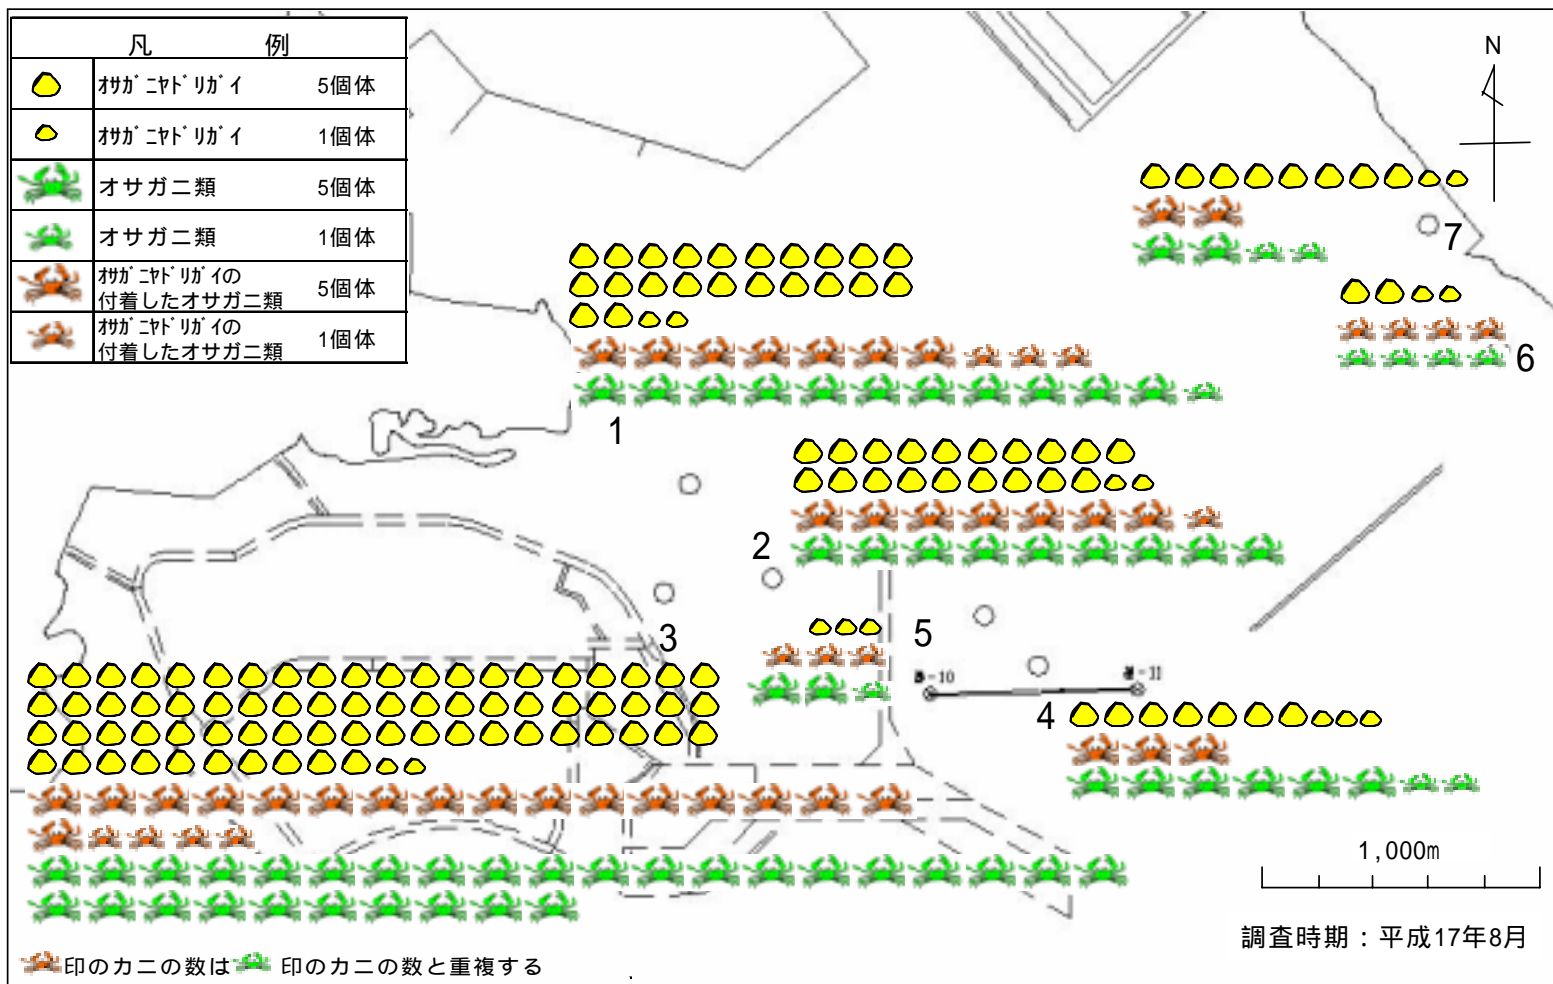 凡 例
オサガニヤドリガイ 5個体
オサガニヤドリガイ 1個体
オサガニ類 5個体
オサガニ類 1個体
オサガニヤドリガイの
付着したオサガニ類 5個体
オサガニヤドリガイの
付着したオサガニ類 1個体
N
7
6
1
2
3
5
-10
-11
4
1,000m
調査時期：平成17年8月
印のカニの数は 印のカニの数と重複する